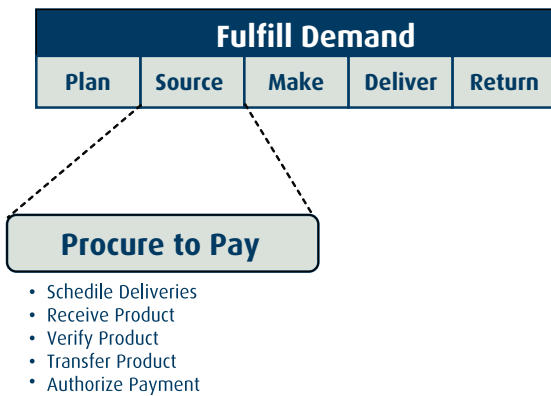 Fulfill Demand
Plan Source Make Deliver Return
Procure to Pay
• Schedile Deliveries
• Receive Product
• Verify Product
• Transfer Product
• Authorize Payment